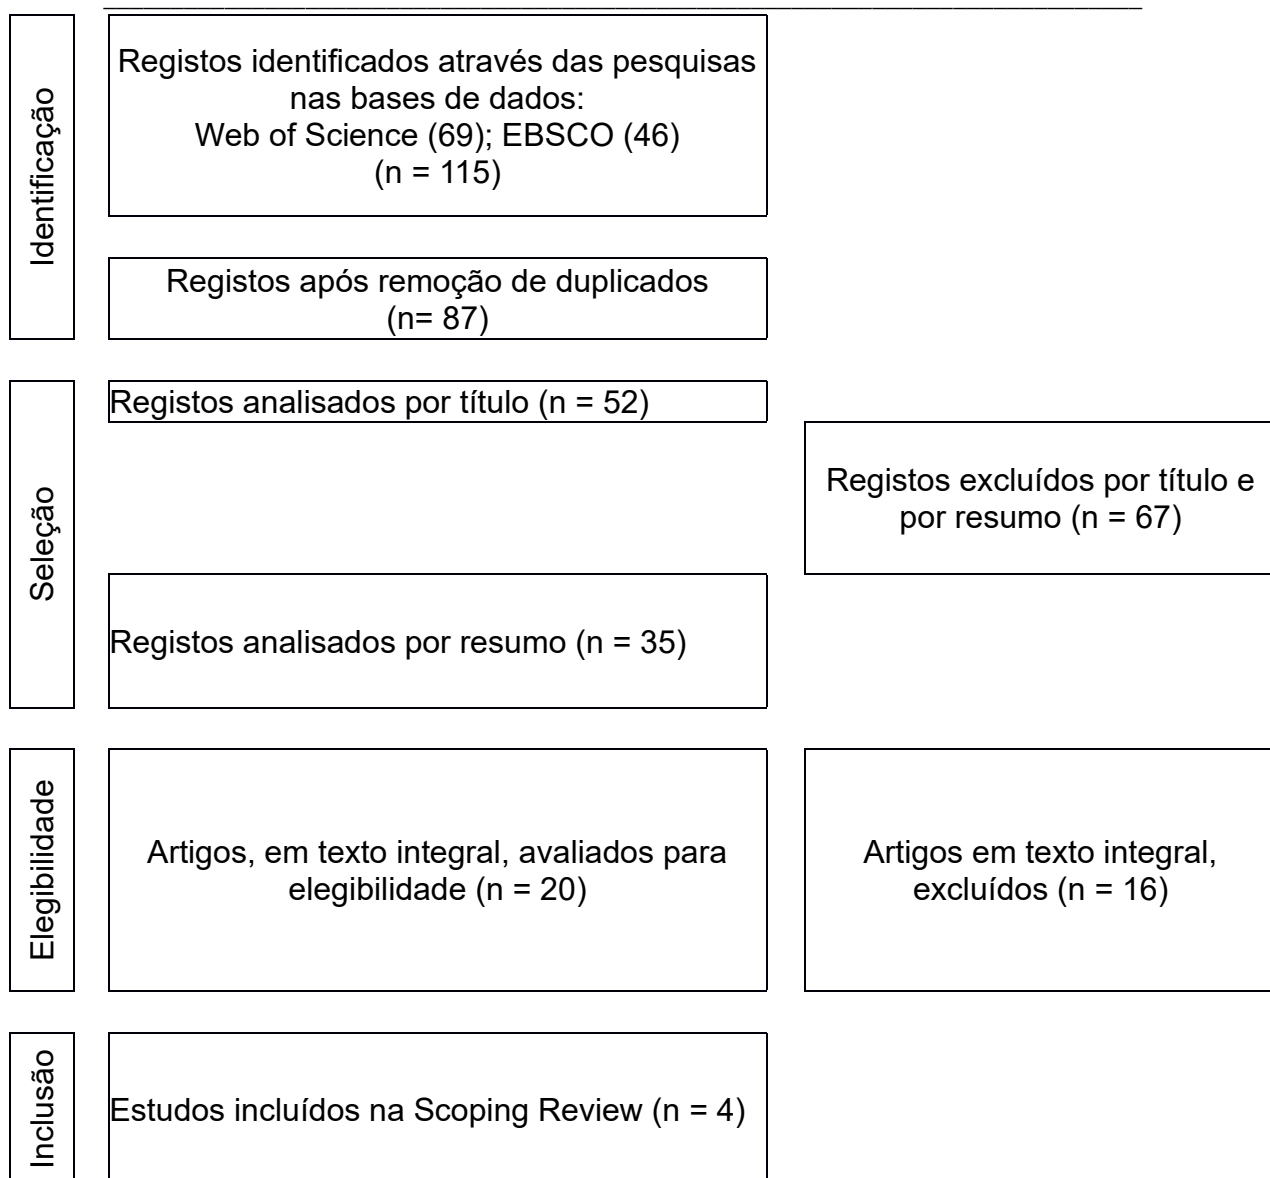 Identificação
Registos identificados através das pesquisas
nas bases de dados:
Web of Science (69); EBSCO (46)
(n = 115)
Registos após remoção de duplicados
(n= 87)
Seleção
Registos analisados por título (n = 52)
Registos excluídos por título e
por resumo (n = 67)
Registos analisados por resumo (n = 35)
Elegibilidade
Artigos, em texto integral, avaliados para
elegibilidade (n = 20)
Artigos em texto integral,
excluídos (n = 16)
Inclusão
Estudos incluídos na Scoping Review (n = 4)